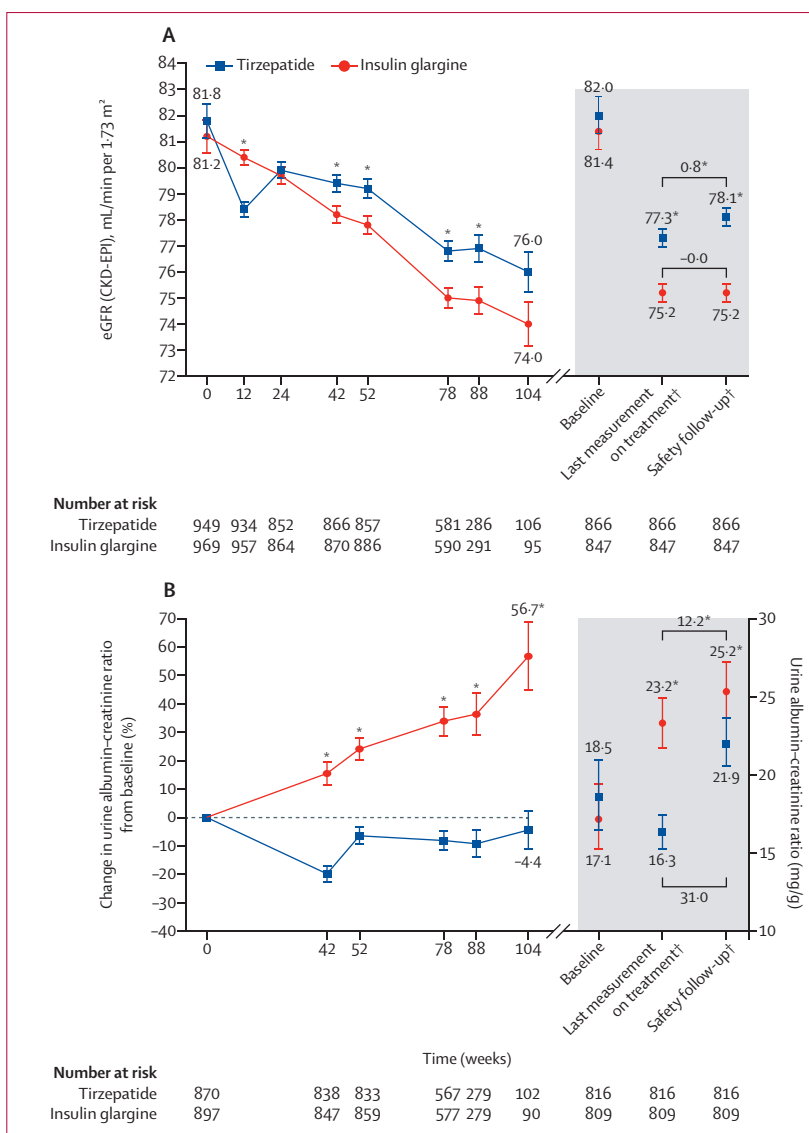 A
Tirzepatide Insulin glargine
84
83
82
81
80
79
78
77
76
75
74
73
72
eGFR (CKD-EPI), mL/min per 1·73 m²
81·8
81·2
*
*
*
*
*
76·0
74·0
82·0
81·4
0·8*
77·3*
78·1*
–0·0
75·2
75·2
0 12 24 42 52 78 88 104
Baseline
Last measurement
on treatment†
Safety follow-up†
Number at risk
Tirzepatide 949 934 852 866 857 581 286 106 866 866 866
Insulin glargine 969 957 864 870 886 590 291 95 847 847 847
B
70
60
50
40
30
20
10
0
–10
–20
–30
–40
Change in urine albumin–creatinine ratio
from baseline (%)
*
*
*
*
56·7*
–4·4
18·5
17·1
12·2*
23·2*
25·2*
16·3
21·9
31·0
30
25
20
15
10
Urine albumin–creatinine ratio (mg/g)
0 42 52 78 88 104
Baseline
Last measurement
on treatment†
Safety follow-up†
Time (weeks)
Number at risk
Tirzepatide 870 838 833 567 279 102 816 816 816
Insulin glargine 897 847 859 577 279 90 809 809 809